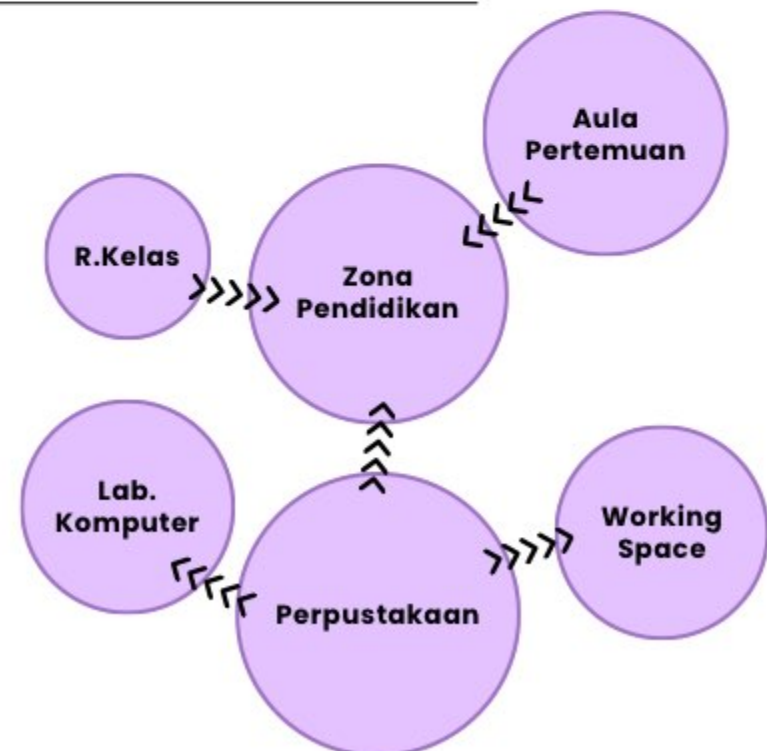 Aula
Pertemuan
R.Kelas
Zona
Pendidikan
Lab.
Komputer
Working
Space
Perpustakaan